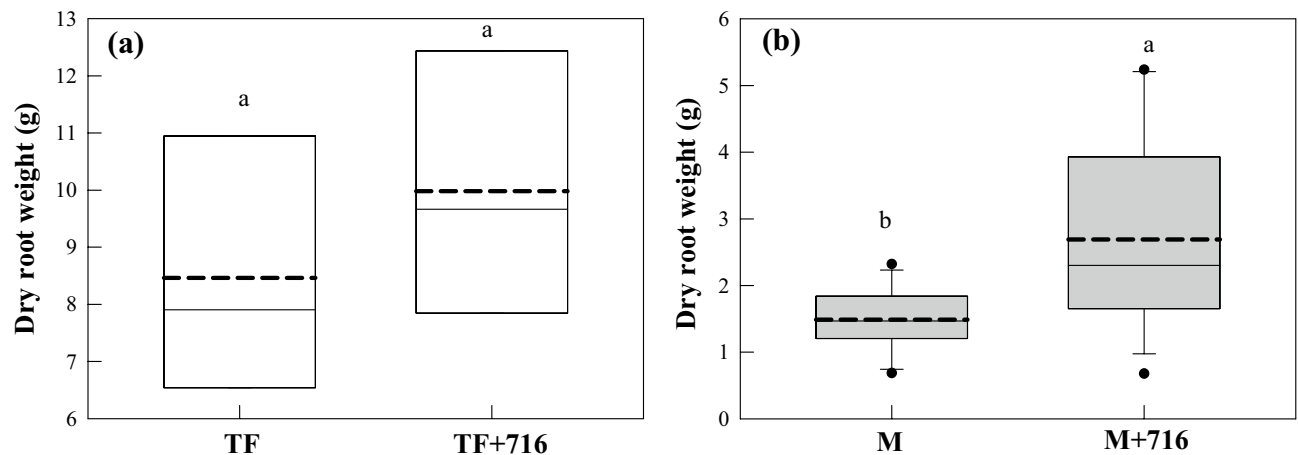 (a)
Dry root weight (g)
13
12
11
10
9
8
7
6
a
a
TF
TF+716
(b)
Dry root weight (g)
6
5
4
3
2
1
0
b
a
M
M+716